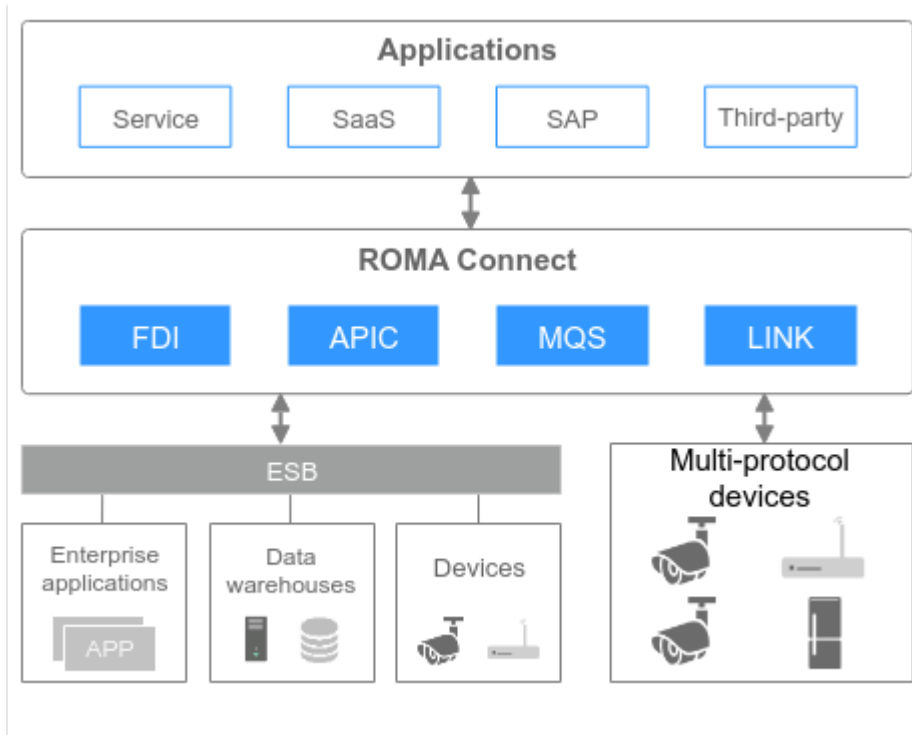 Applications
Service
SaaS
SAP
Third-party
ROMA Connect
FDI
APIC
MQS
LINK
ESB
Multi-protocol
devices
Enterprise
applications
APP
Data
warehouses
Devices